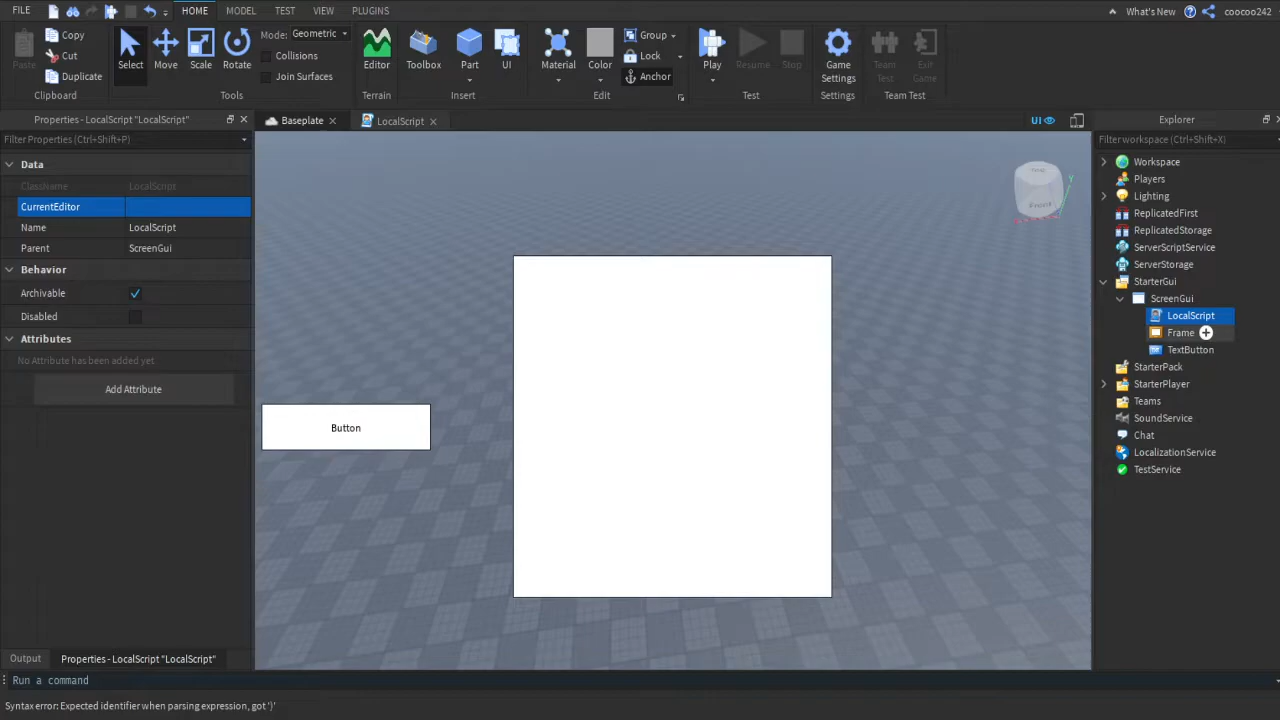 FILE
HOME
MODEL
TEST
VIEW
PLUGINS
What's New
coocoo242
Paste
Copy
Cut
Duplicate
Clipboard
Select
Move
Scale
Rotate
Mode: Geometric
Collisions
Join Surfaces
Tools
Editor
Terrain
Toolbox
Part
UI
Insert
Material
Color
Group
Lock
Anchor
Edit
Play
Resume
Stop
Test
Game
Settings
Settings
Team
Test
Exit
Game
Team Test
Properties - LocalScript "LocalScript"
Baseplate
LocalScript
UI
Explorer
Filter Properties (Ctrl+Shift+P)
Filter workspace (Ctrl+Shift+X)
Data
ClassName LocalScript
CurrentEditor
Name LocalScript
Parent ScreenGui
Behavior
Archivable
Disabled
Attributes
No Attribute has been added yet
Add Attribute
Button
Y
Workspace
Players
Lighting
ReplicatedFirst
ReplicatedStorage
ServerScriptService
ServerStorage
StarterGui
ScreenGui
LocalScript
Frame
TextButton
StarterPack
StarterPlayer
Teams
SoundService
Chat
LocalizationService
TestService
Output
Properties - LocalScript "LocalScript"
Run a command
Syntax error: Expected identifier when parsing expression, got ')'